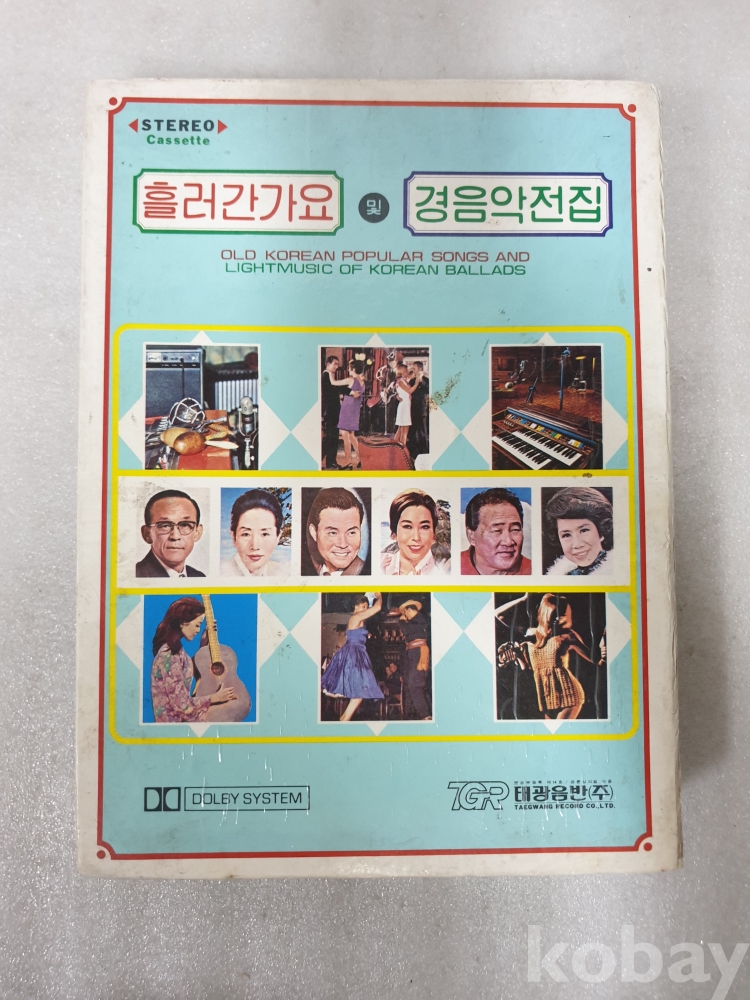 STEREO
Cassette
흘러간가요 및 경음악전집
OLD KOREAN POPULAR SONGS AND
LIGHTMUSIC OF KOREAN BALLADS
DOLBY SYSTEM
TGR 태광음반(주)
TAEGWANG RECORD CO., LTD.
kobay